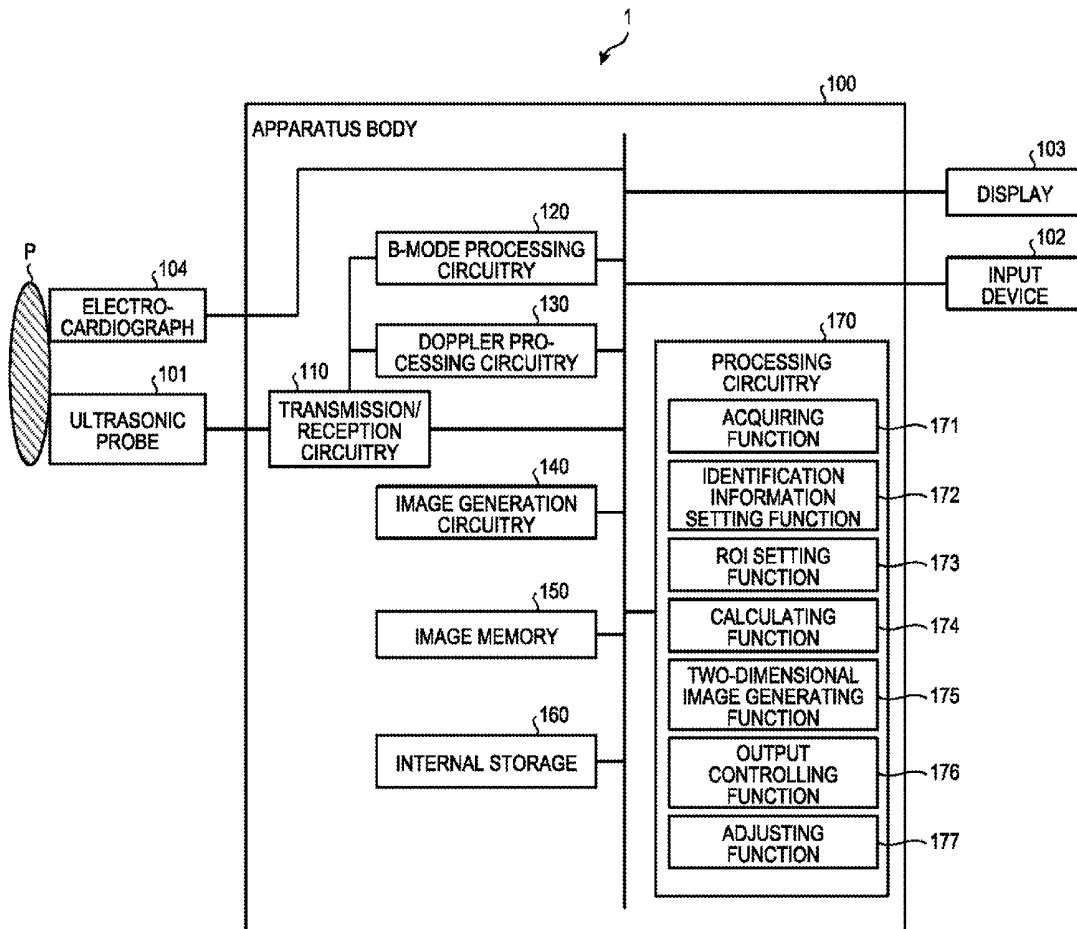 1
100
APPARATUS BODY
103
DISPLAY
120
B-MODE PROCESSING
CIRCUITRY
102
INPUT
DEVICE
P
104
ELECTRO-
CARDIOGRAPH
130
DOPPLER PRO-
CESSING CIRCUITRY
170
PROCESSING
CIRCUITRY
101
ULTRASONIC
PROBE
110
TRANSMISSION/
RECEPTION
CIRCUITRY
ACQUIRING
FUNCTION
171
140
IMAGE GENERATION
CIRCUITRY
IDENTIFICATION
INFORMATION
SETTING FUNCTION
172
ROI SETTING
FUNCTION
173
150
IMAGE MEMORY
CALCULATING
FUNCTION
174
TWO-DIMENSIONAL
IMAGE GENERATING
FUNCTION
175
160
INTERNAL STORAGE
OUTPUT
CONTROLLING
FUNCTION
176
ADJUSTING
FUNCTION
177